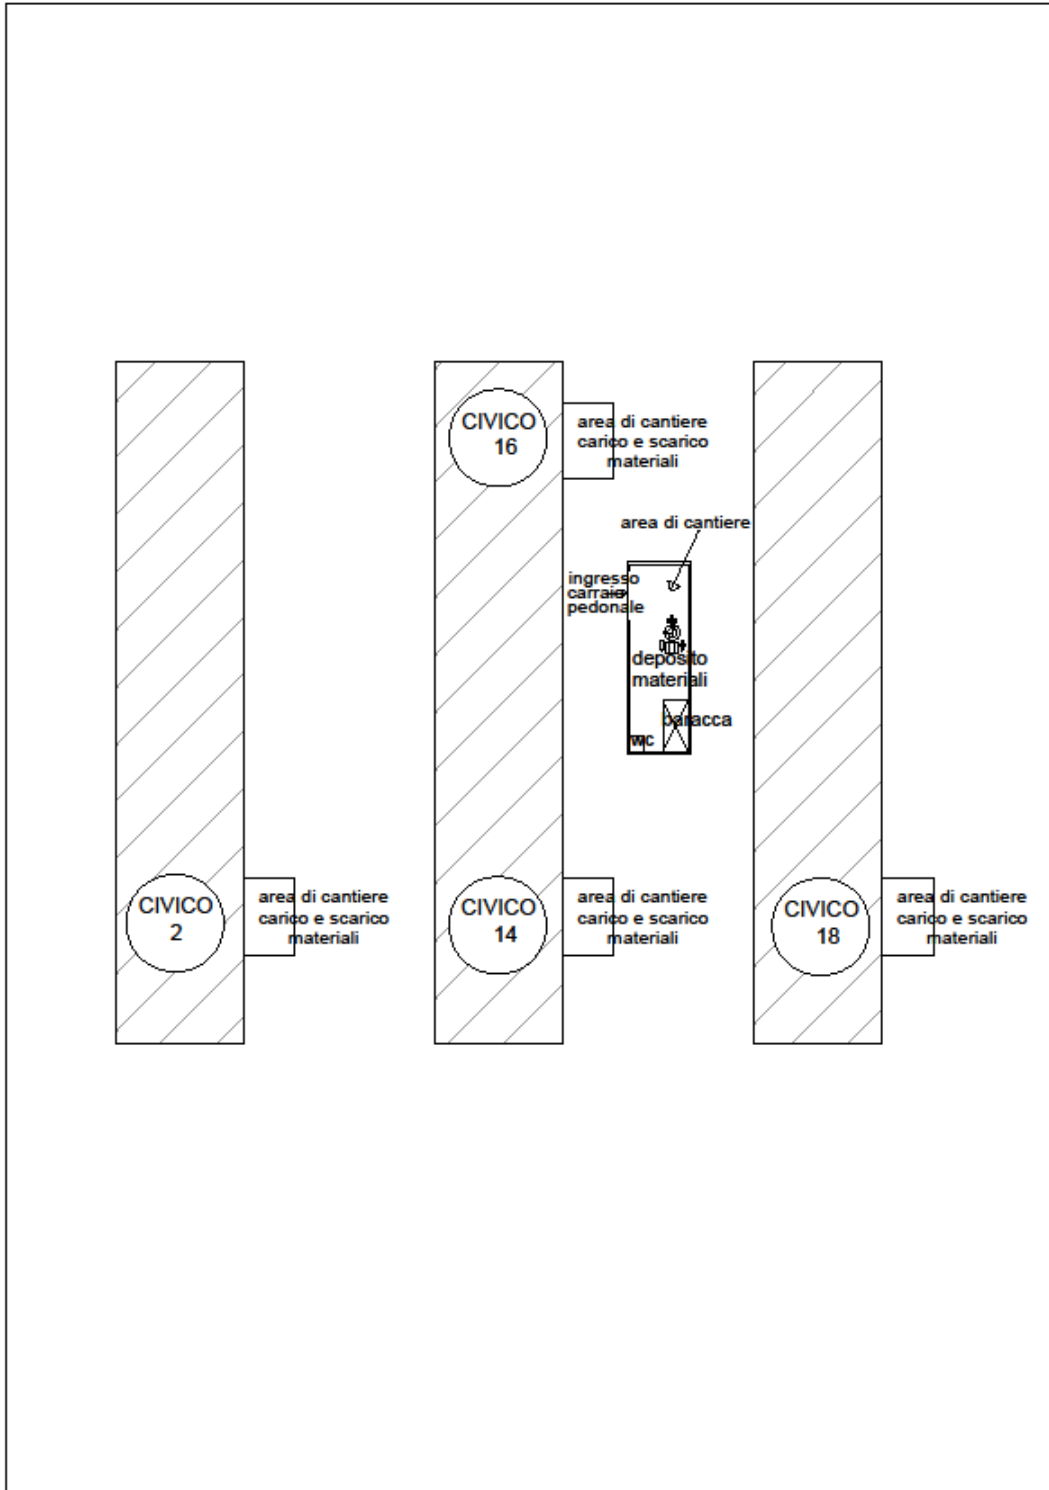 CIVICO
16
area di cantiere
carico e scarico
materiali
area di cantiere
ingresso
carraio
pedonale
deposito
materiali
baracca
wc
CIVICO
2
area di cantiere
carico e scarico
materiali
CIVICO
14
area di cantiere
carico e scarico
materiali
CIVICO
18
area di cantiere
carico e scarico
materiali